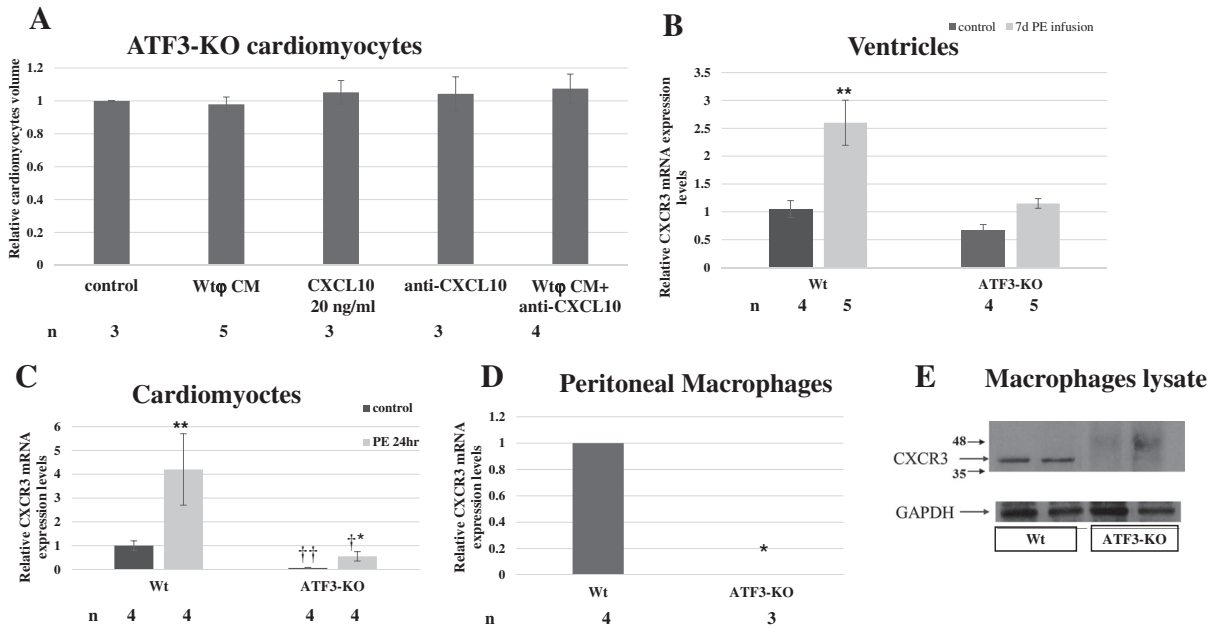 A
ATF3-KO cardiomyocytes
Relative cardiomyocytes volume
1.2
1
0.8
0.6
0.4
0.2
0
control
Wtφ CM
CXCL10
20 ng/ml
anti-CXCL10
Wtφ CM+
anti-CXCL10
n 3 5 3 3 4
B
Ventricles
control 7d PE infusion
Relative CXCR3 mRNA expression
levels
3.5
3
2.5
2
1.5
1
0.5
0
**
Wt ATF3-KO
n 4 5 4 5
C
Cardiomyoctes
control
PE 24hr
Relative CXCR3 mRNA
expression levels
6
5
4
3
2
1
0
**
††
†*
Wt ATF3-KO
n 4 4 4 4
D
Peritoneal Macrophages
Relative CXCR3 mRNA
expression levels
1.2
1
0.8
0.6
0.4
0.2
0
*
Wt ATF3-KO
n 4 3
E
Macrophages lysate
48
CXCR3
35
GAPDH
Wt ATF3-KO